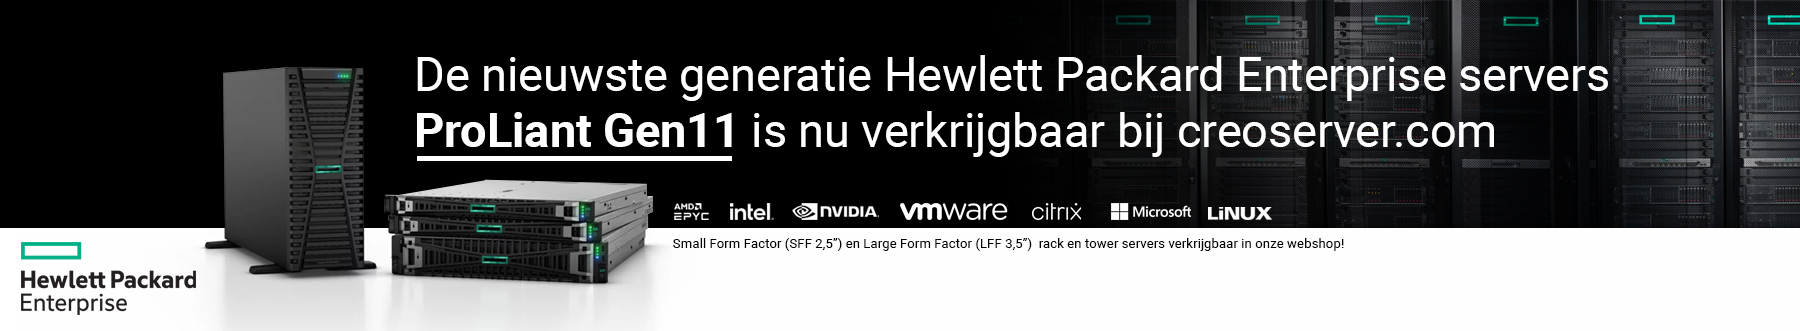 De nieuwste generatie Hewlett Packard Enterprise servers
ProLiant Gen11 is nu verkrijgbaar bij creoserver.com
AMD EPYC intel. NVIDIA. vmware citrix Microsoft LiNUX
Small Form Factor (SFF 2,5”) en Large Form Factor (LFF 3,5”) rack en tower servers verkrijgbaar in onze webshop!
Hewlett Packard
Enterprise